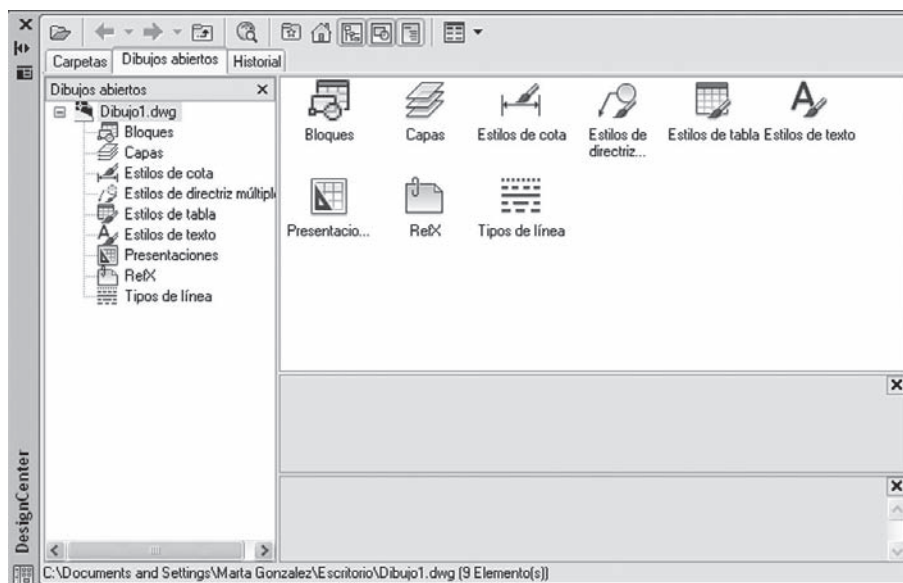 Carpetas Dibujos abiertos Historial
Dibujos abiertos
Dibujo1.dwg
Bloques
Capas
Estilos de cota
Estilos de directriz múltipl
Estilos de tabla
Estilos de texto
Presentaciones
RefX
Tipos de línea
Bloques Capas Estilos de cota Estilos de directriz... Estilos de tabla Estilos de texto
Presentacio... RefX Tipos de línea
DesignCenter
C:\Documents and Settings\Marta Gonzalez\Escritorio\Dibujo1.dwg (9 Elemento(s))